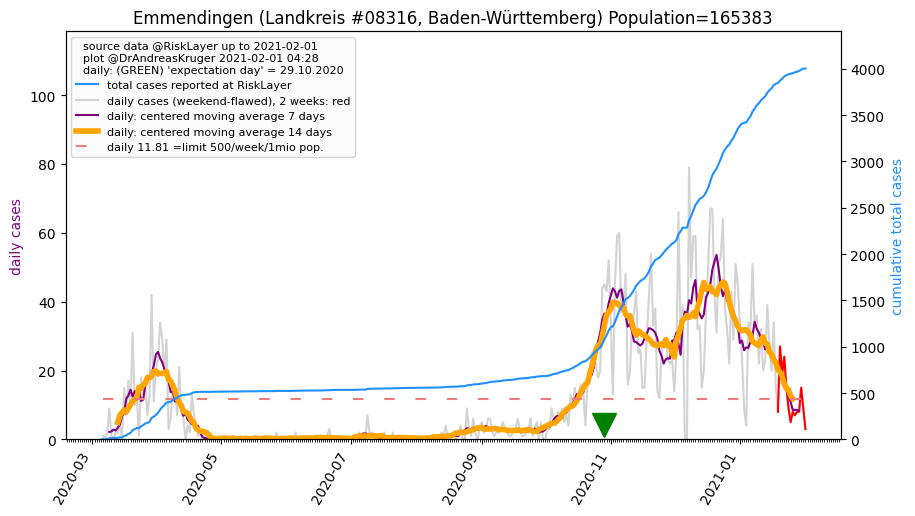 Emmendingen (Landkreis #08316, Baden-Württemberg) Population=165383
source data @RiskLayer up to 2021-02-01
plot @DrAndreasKruger 2021-02-01 04:28
daily: (GREEN) 'expectation day' = 29.10.2020
total cases reported at RiskLayer
daily cases (weekend-flawed), 2 weeks: red
daily: centered moving average 7 days
daily: centered moving average 14 days
daily 11.81 =limit 500/week/1mio pop.
daily cases
100
80
60
40
20
0
cumulative total cases
4000
3500
3000
2500
2000
1500
1000
500
0
2020-03
2020-05
2020-07
2020-09
2020-11
2021-01